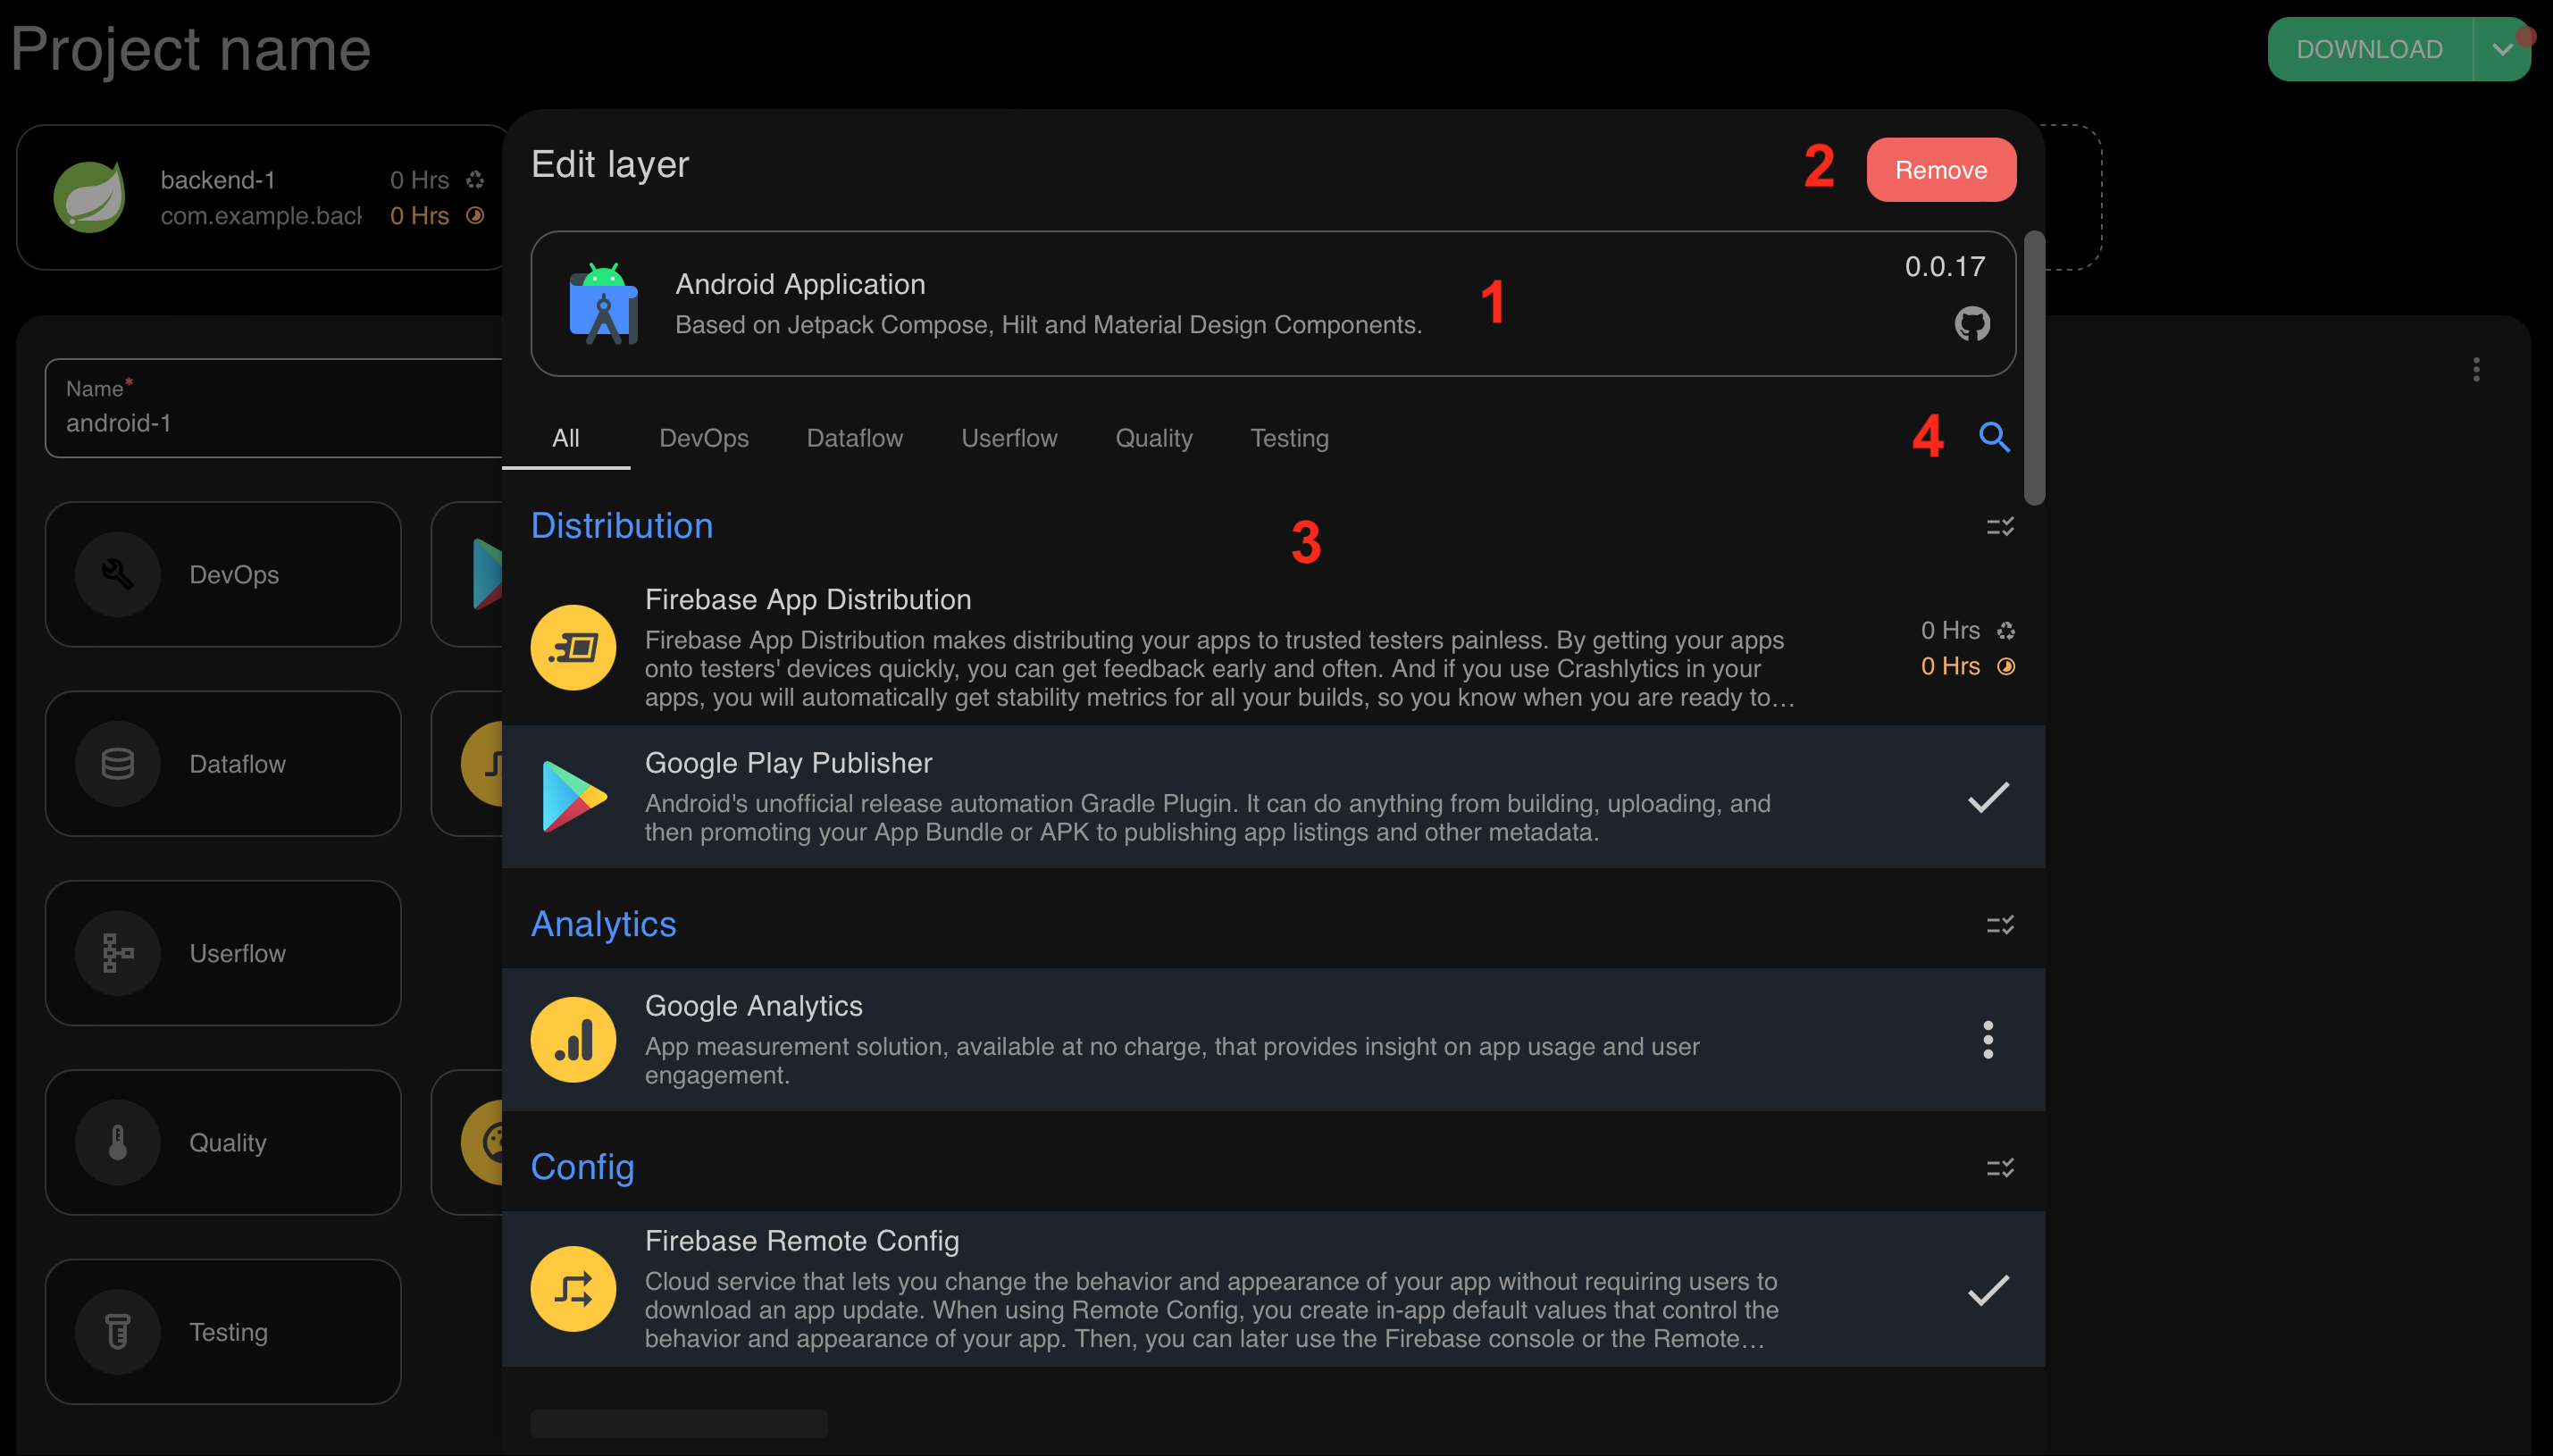 Project name
DOWNLOAD
backend-1
0 Hrs
com.example.back
0 Hrs
Edit layer
2
Remove
Android Application
Based on Jetpack Compose, Hilt and Material Design Components.
1
0.0.17
Name*
android-1
All
DevOps
Dataflow
Userflow
Quality
Testing
4
Distribution
3
Firebase App Distribution
Firebase App Distribution makes distributing your apps to trusted testers painless. By getting your apps
onto testers' devices quickly, you can get feedback early and often. And if you use Crashlytics in your
apps, you will automatically get stability metrics for all your builds, so you know when you are ready to…
0 Hrs
0 Hrs
Google Play Publisher
Android's unofficial release automation Gradle Plugin. It can do anything from building, uploading, and
then promoting your App Bundle or APK to publishing app listings and other metadata.
Analytics
Google Analytics
App measurement solution, available at no charge, that provides insight on app usage and user
engagement.
Config
Firebase Remote Config
Cloud service that lets you change the behavior and appearance of your app without requiring users to
download an app update. When using Remote Config, you create in-app default values that control the
behavior and appearance of your app. Then, you can later use the Firebase console or the Remote…
DevOps
Dataflow
Userflow
Quality
Testing